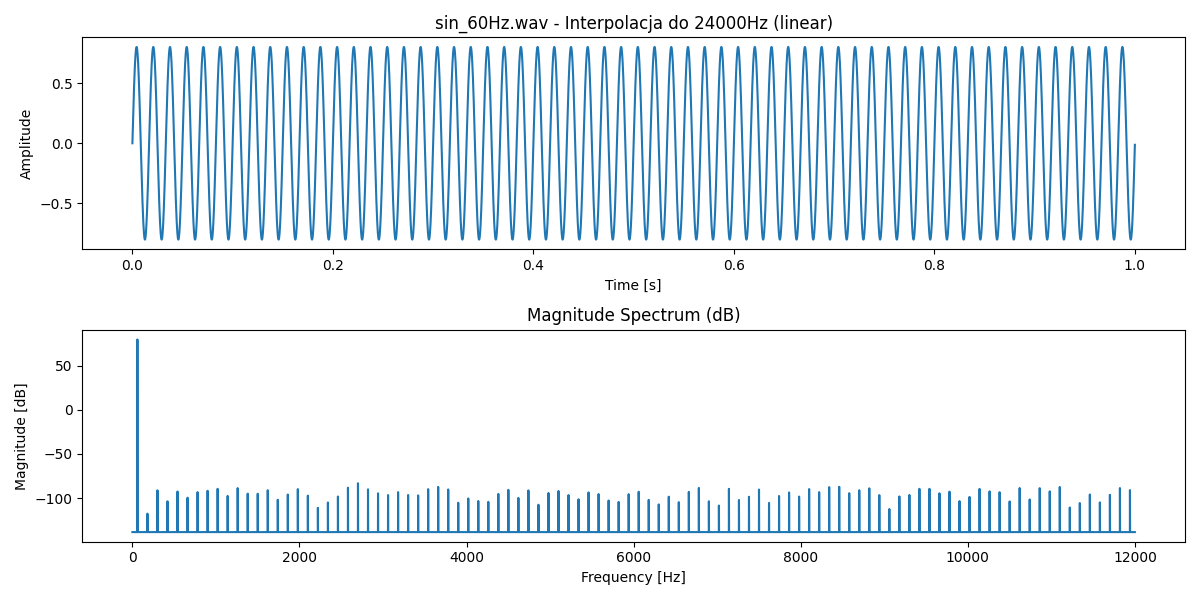 sin_60Hz.wav - Interpolacja do 24000Hz (linear)
Amplitude
0.5
0.0
−0.5
0.0 0.2 0.4 0.6 0.8 1.0
Time [s]
Magnitude Spectrum (dB)
Magnitude [dB]
50
0
−50
−100
0 2000 4000 6000 8000 10000 12000
Frequency [Hz]